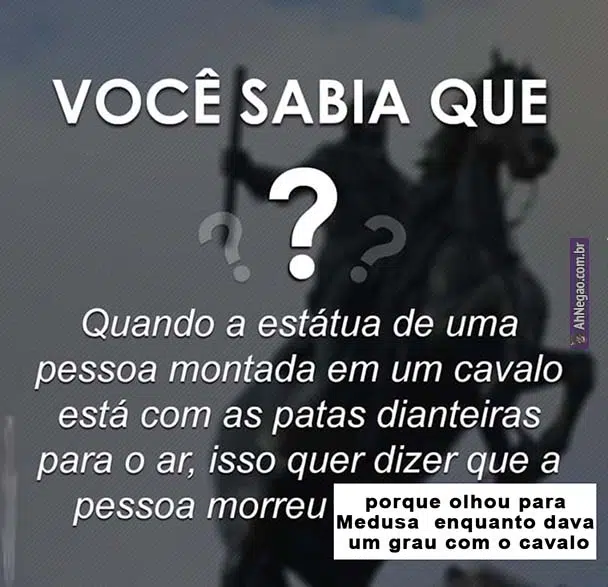 VOCÊ SABIA QUE
? ? ?
Quando a estátua de uma
pessoa montada em um cavalo
está com as patas dianteiras
para o ar, isso quer dizer que a
pessoa morreu
porque olhou para
Medusa enquanto dava
um grau com o cavalo
AhNegao.com.br